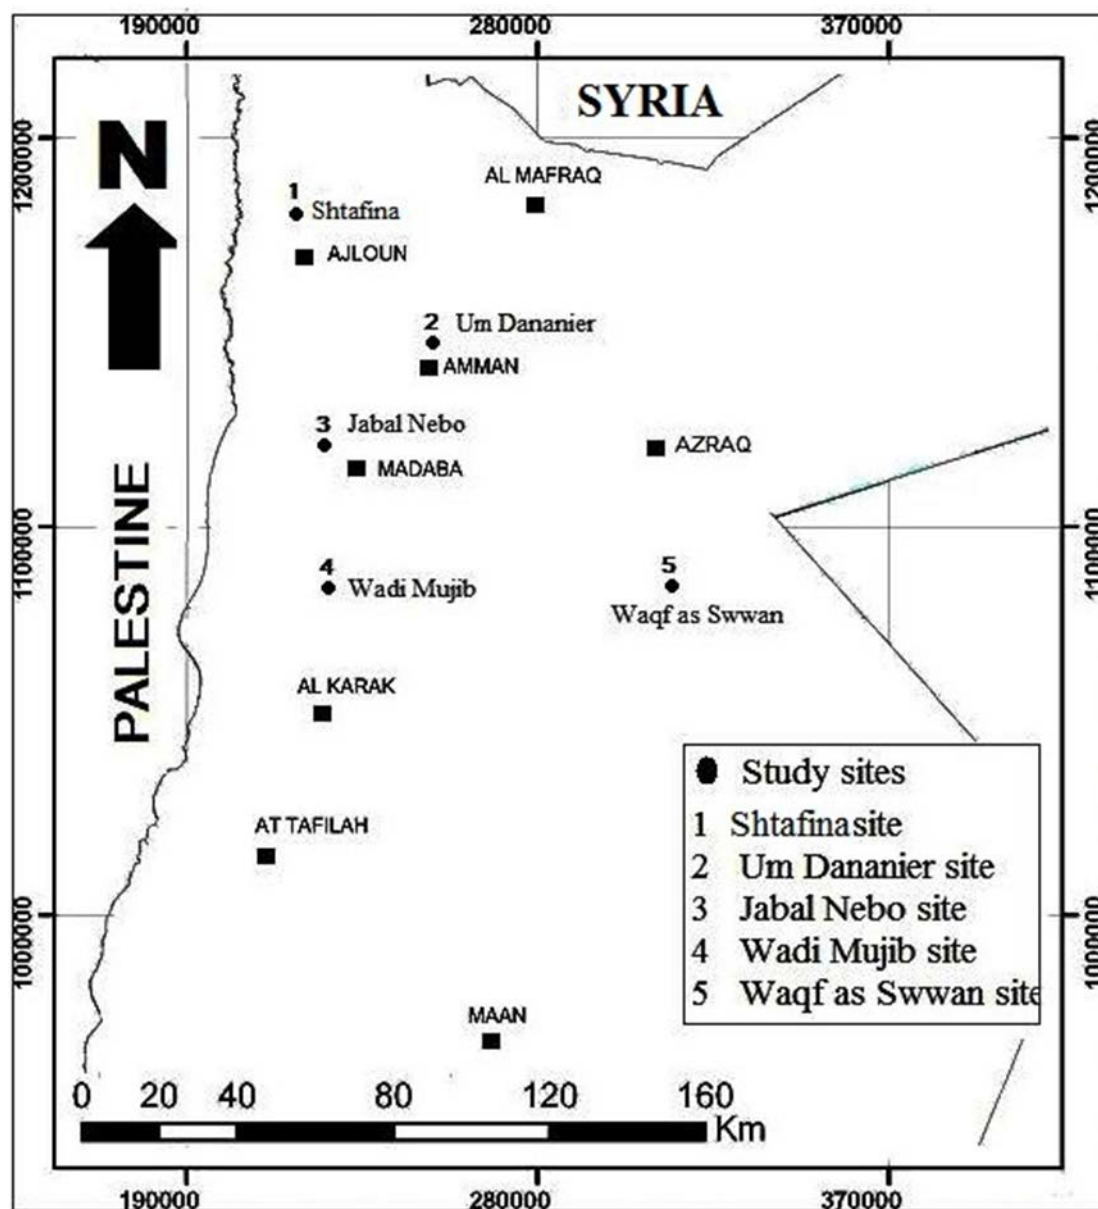 190000 280000 370000
SYRIA
1200000 1200000
N
AL MAFRAQ
1
Shtafina
AJLOUN
2 Um Dananier
AMMAN
3 Jabal Nebo
MADABA
AZRAQ
PALESTINE
1100000 1100000
4
Wadi Mujib
5
Waqf as Swwan
AL KARAK
AT TAFILAH
Study sites
1 Shtafina site
2 Um Dananier site
3 Jabal Nebo site
4 Wadi Mujib site
5 Waqf as Swwan site
1000000 1000000
MAAN
0 20 40 80 120 160
Km
190000 280000 370000